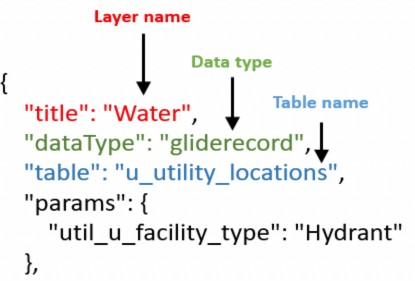 Layer name
Data type
Table name
{
"title": "Water",
"dataType": "gliderecord",
"table": "u_utility_locations",
"params": {
"util_u_facility_type": "Hydrant"
},